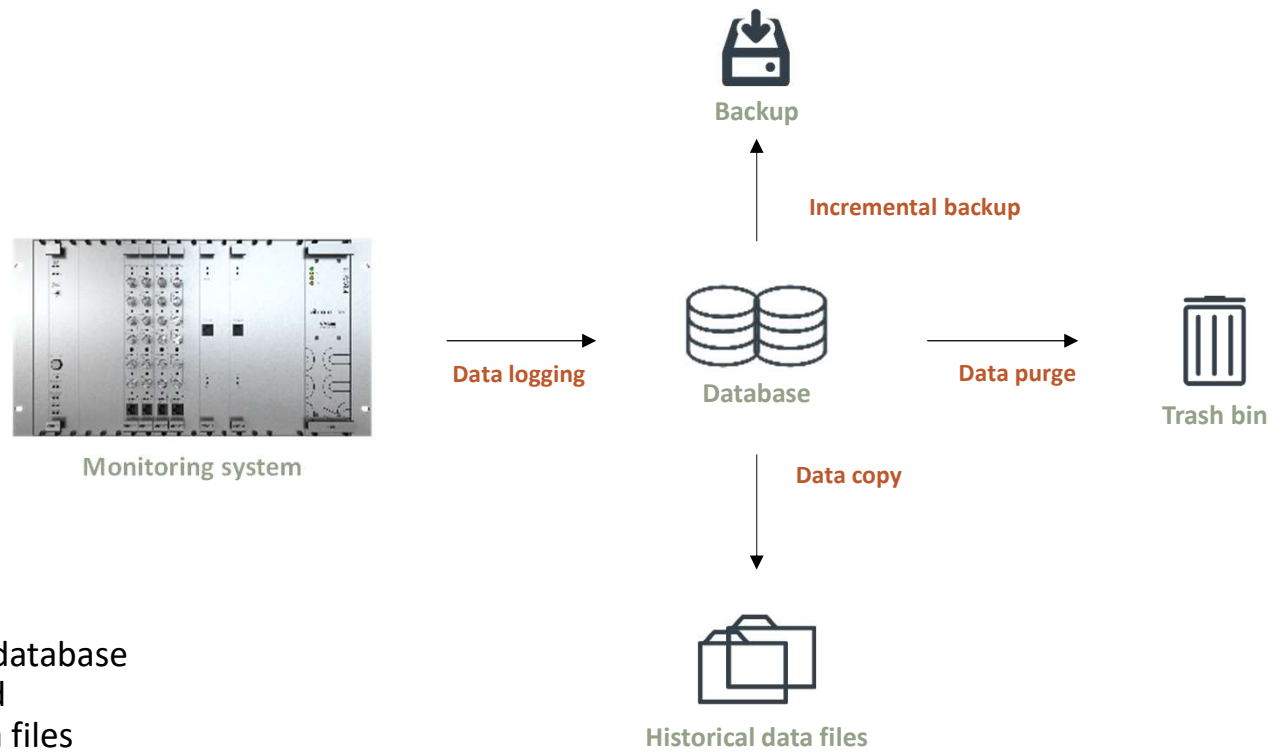 Backup
Incremental backup
Data logging
Database
Data purge
Trash bin
Monitoring system
Data copy
database
files
Historical data files